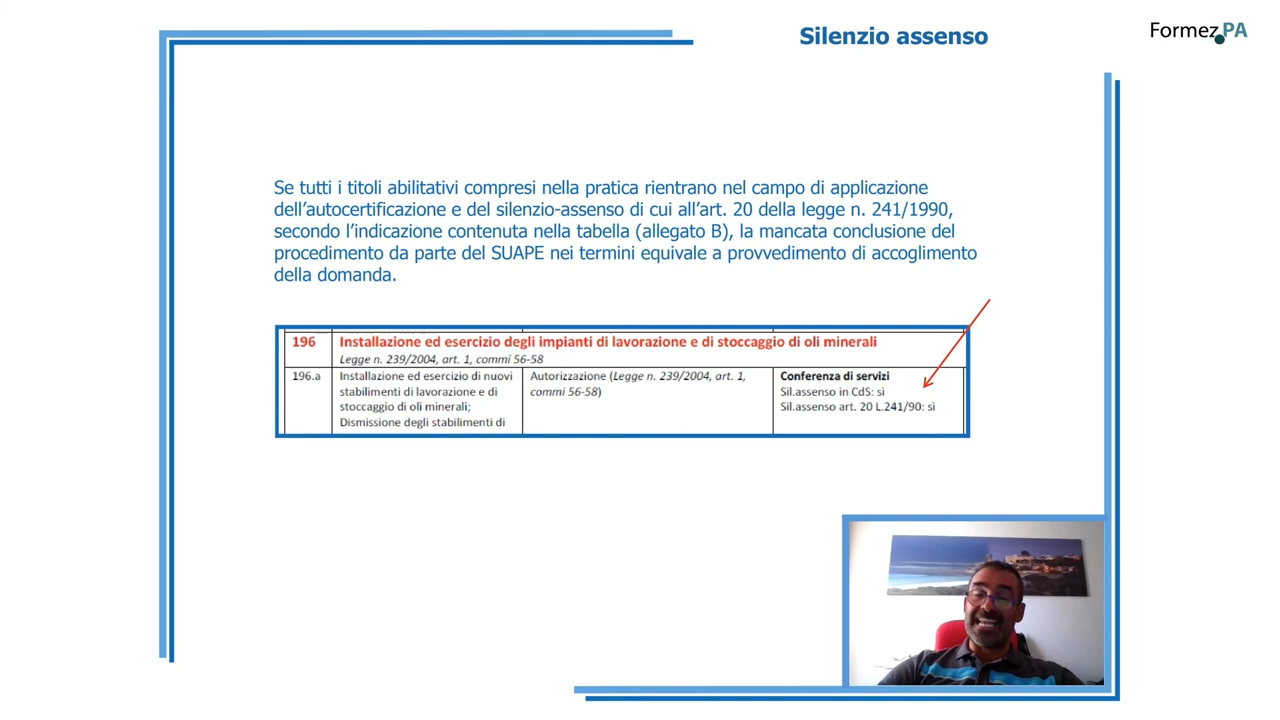 Silenzio assenso
Formez PA
Se tutti i titoli abilitativi compresi nella pratica rientrano nel campo di applicazione
dell'autocertificazione e del silenzio-assenso di cui all'art. 20 della legge n. 241/1990,
secondo l'indicazione contenuta nella tabella (allegato B), la mancata conclusione del
procedimento da parte del SUAPE nei termini equivale a provvedimento di accoglimento
della domanda.
196 Installazione ed esercizio degli impianti di lavorazione e di stoccaggio di oli minerali
Legge n. 239/2004, art. 1, commi 56-58
196.a Installazione ed esercizio di nuovi
stabilimenti di lavorazione e di
stoccaggio di oli minerali;
Dismissione degli stabilimenti di
Autorizzazione (Legge n. 239/2004, art. 1,
commi 56-58)
Conferenza di servizi
Sil.assenso in CdS: sì
Sil.assenso art. 20 L.241/90: sì